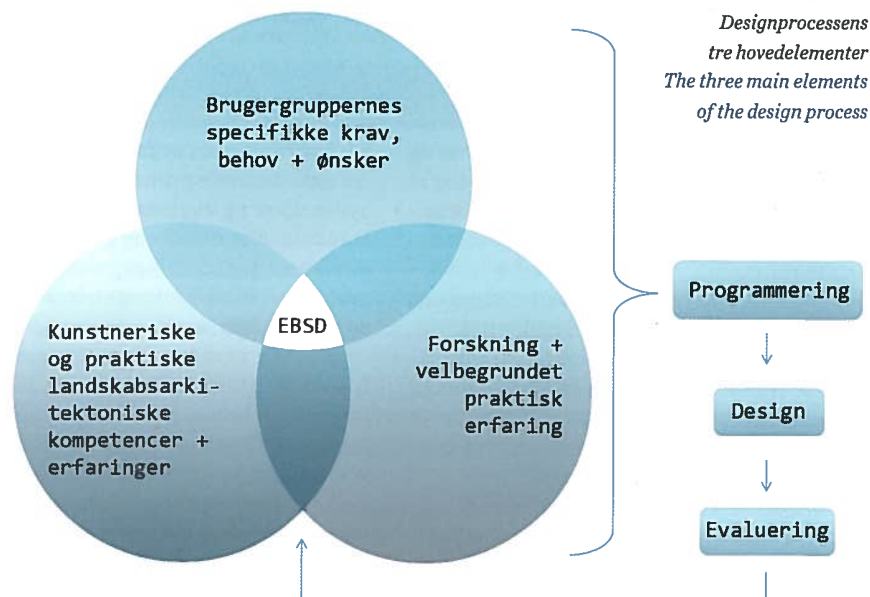 Designprocessens
tre hovedelementer
The three main elements
of the design process
Brugergruppernes
specifikke krav,
behov + ønsker
Kunstneriske
og praktiske
landskabsarki-
tektoniske
kompetencer +
erfaringer
EBSD
Forskning +
velbegrundet
praktisk
erfaring
Programmering
Design
Evaluering